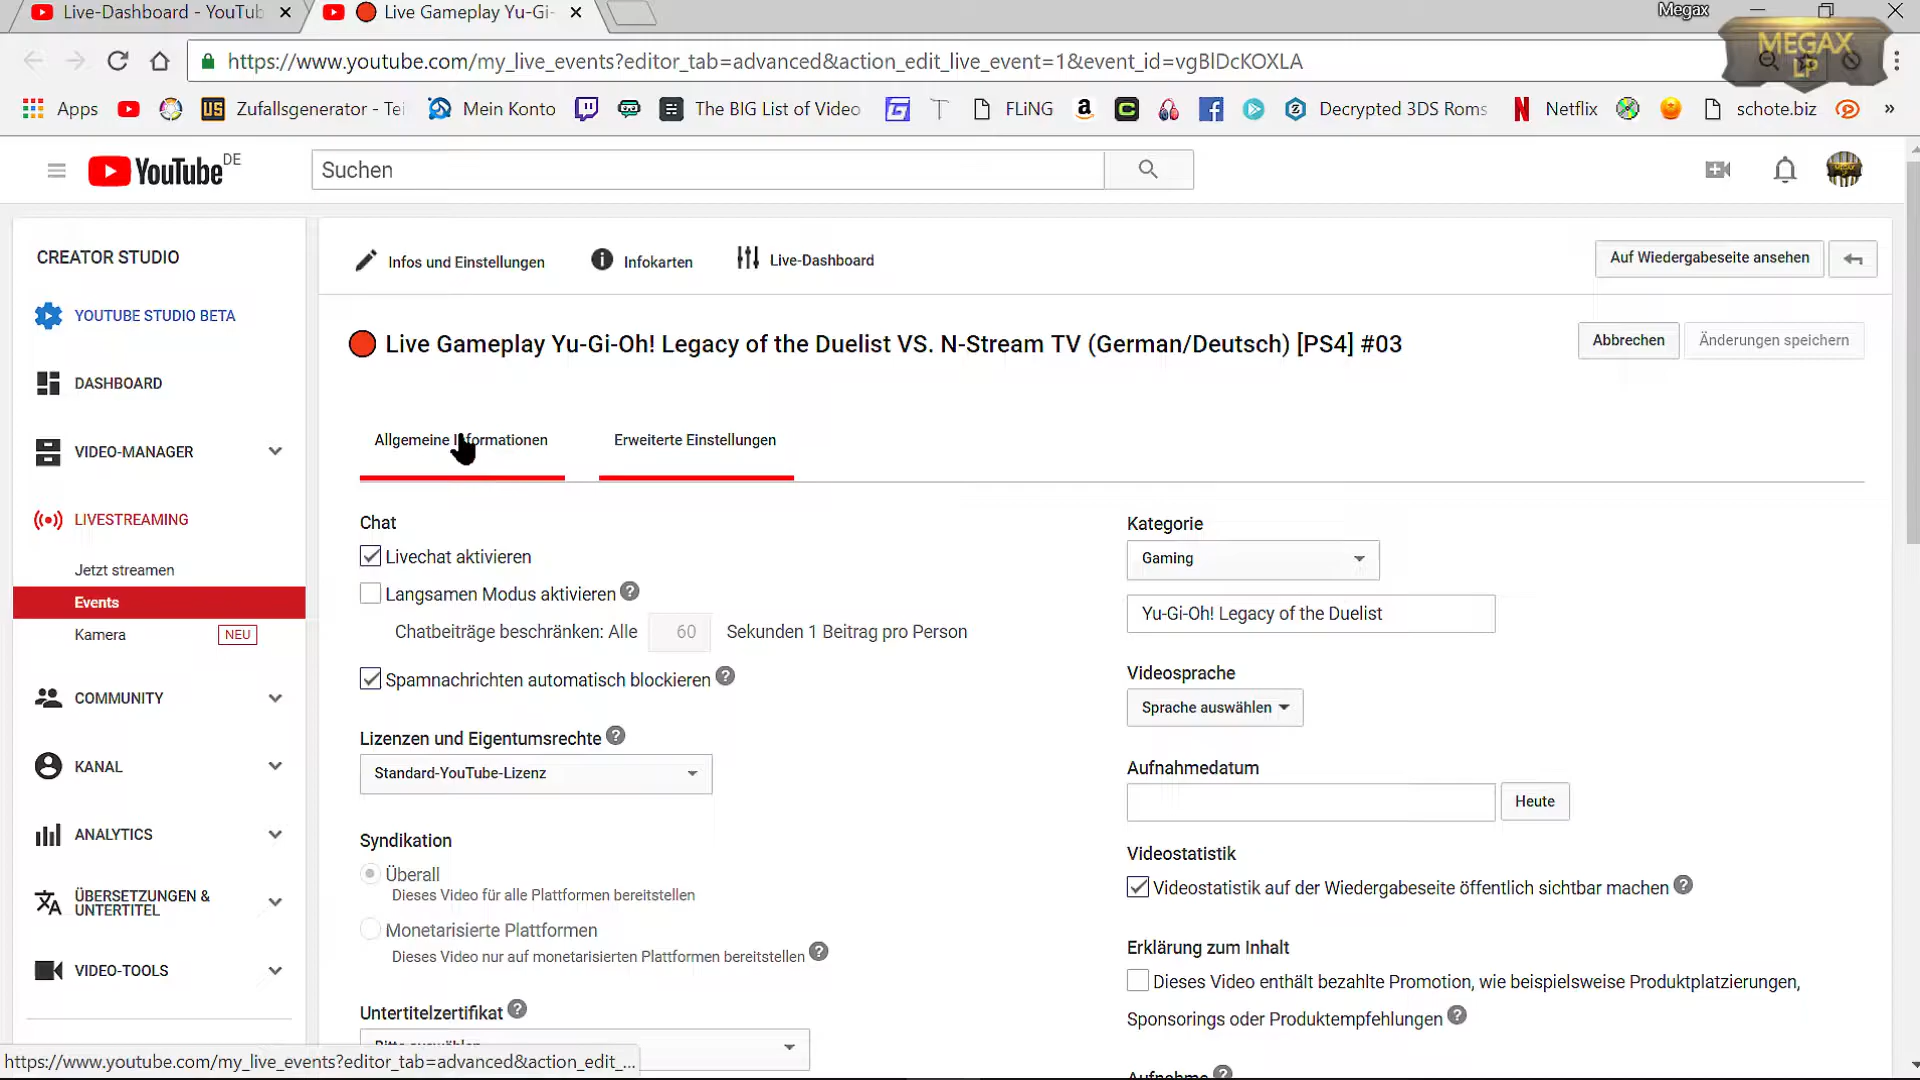 Live-Dashboard - YouTub
Live Gameplay Yu-Gi-
Megax
https://www.youtube.com/my_live_events?editor_tab=advanced&action_edit_live_event=1&event_id=vgBlDcKOXLA
MEGAX
LP
Apps
Zufallsgenerator - Tei
Mein Konto
The BIG List of Video
FLiNG
Decrypted 3DS Roms
Netflix
schote.biz
»
YouTube DE
Suchen
CREATOR STUDIO
Infos und Einstellungen
Infokarten
Live-Dashboard
Auf Wiedergabeseite ansehen
YOUTUBE STUDIO BETA
Live Gameplay Yu-Gi-Oh! Legacy of the Duelist VS. N-Stream TV (German/Deutsch) [PS4] #03
Abbrechen
Änderungen speichern
DASHBOARD
VIDEO-MANAGER
LIVESTREAMING
Jetzt streamen
Events
Kamera
NEU
COMMUNITY
KANAL
ANALYTICS
ÜBERSETZUNGEN &
UNTERTITEL
VIDEO-TOOLS
Allgemeine Informationen
Erweiterte Einstellungen
Chat
Livechat aktivieren
Langsamen Modus aktivieren
Chatbeiträge beschränken: Alle 60 Sekunden 1 Beitrag pro Person
Spamnachrichten automatisch blockieren
Lizenzen und Eigentumsrechte
Standard-YouTube-Lizenz
Syndikation
Überall
Dieses Video für alle Plattformen bereitstellen
Monetarisierte Plattformen
Dieses Video nur auf monetarisierten Plattformen bereitstellen
Untertitelzertifikat
Bitte auswählen
Kategorie
Gaming
Yu-Gi-Oh! Legacy of the Duelist
Videosprache
Sprache auswählen
Aufnahmedatum
Heute
Videostatistik
Videostatistik auf der Wiedergabeseite öffentlich sichtbar machen
Erklärung zum Inhalt
Dieses Video enthält bezahlte Promotion, wie beispielsweise Produktplatzierungen,
Sponsorings oder Produktempfehlungen
Aufnahme
https://www.youtube.com/my_live_events?editor_tab=advanced&action_edit_...